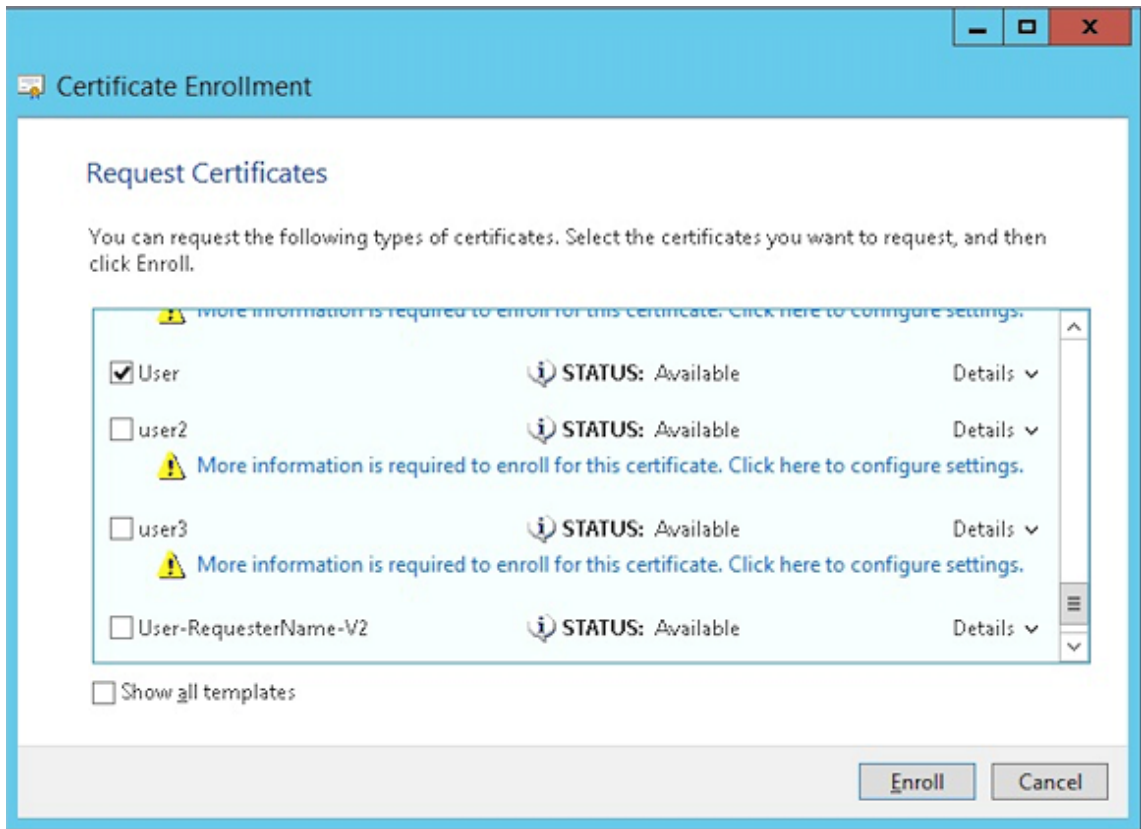 Certificate Enrollment
Request Certificates
You can request the following types of certificates. Select the certificates you want to request, and then
click Enroll.
More information is required to enroll for this certificate. Click here to configure settings.
User STATUS: Available Details
user2 STATUS: Available Details
More information is required to enroll for this certificate. Click here to configure settings.
user3 STATUS: Available Details
More information is required to enroll for this certificate. Click here to configure settings.
User-RequesterName-V2 STATUS: Available Details
Show all templates
Enroll Cancel